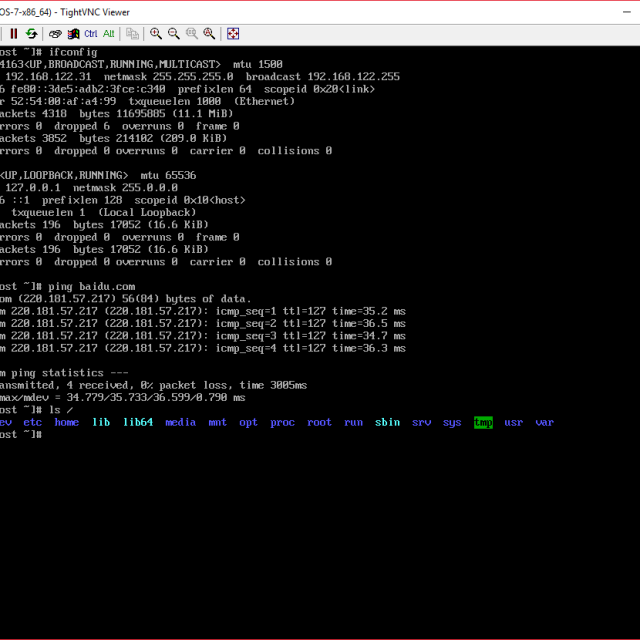 OS-7-x86_64) - TightVNC Viewer
Ctrl Alt
ost ~]# ifconfig
4163<UP,BROADCAST,RUNNING,MULTICAST> mtu 1500
192.168.122.31 netmask 255.255.255.0 broadcast 192.168.122.255
6 fe80::3de5:adb2:3fce:c340 prefixlen 64 scopeid 0x20<link>
r 52:54:00:af:a4:99 txqueuelen 1000 (Ethernet)
ackets 4318 bytes 11695885 (11.1 MiB)
rrors 0 dropped 6 overruns 0 frame 0
ackets 3852 bytes 214102 (209.0 KiB)
rrors 0 dropped 0 overruns 0 carrier 0 collisions 0
<UP,LOOPBACK,RUNNING> mtu 65536
127.0.0.1 netmask 255.0.0.0
6 ::1 prefixlen 128 scopeid 0x10<host>
txqueuelen 1 (Local Loopback)
ackets 196 bytes 17052 (16.6 KiB)
rrors 0 dropped 0 overruns 0 frame 0
ackets 196 bytes 17052 (16.6 KiB)
rrors 0 dropped 0 overruns 0 carrier 0 collisions 0
ost ~]# ping baidu.com
om (220.181.57.217) 56(84) bytes of data.
m 220.181.57.217 (220.181.57.217): icmp_seq=1 ttl=127 time=35.2 ms
m 220.181.57.217 (220.181.57.217): icmp_seq=2 ttl=127 time=36.5 ms
m 220.181.57.217 (220.181.57.217): icmp_seq=3 ttl=127 time=34.7 ms
m 220.181.57.217 (220.181.57.217): icmp_seq=4 ttl=127 time=36.3 ms
m ping statistics ---
ansmitted, 4 received, 0% packet loss, time 3005ms
max/mdev = 34.779/35.733/36.599/0.790 ms
ost ~]# ls /
ev etc home lib lib64 media mnt opt proc root run sbin srv sys tmp usr var
ost ~]#